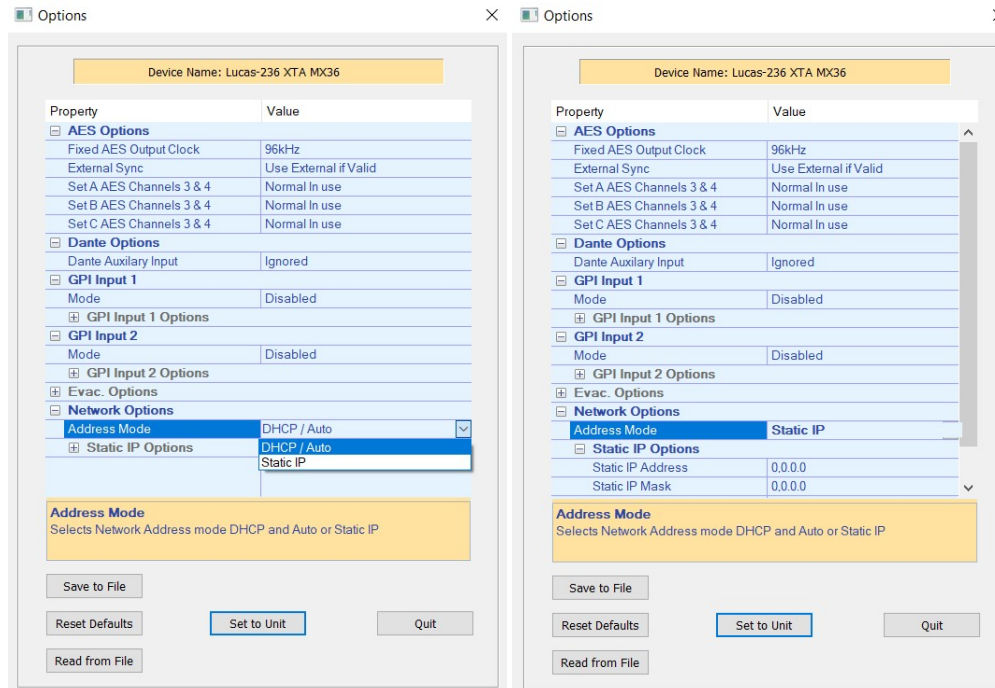 Options
Device Name: Lucas-236 XTA MX36
Property Value
AES Options
Fixed AES Output Clock 96kHz
External Sync Use External if Valid
Set A AES Channels 3 & 4 Normal In use
Set B AES Channels 3 & 4 Normal In use
Set C AES Channels 3 & 4 Normal In use
Dante Options
Dante Auxilary Input Ignored
GPI Input 1
Mode Disabled
GPI Input 1 Options
GPI Input 2
Mode Disabled
GPI Input 2 Options
Evac. Options
Network Options
Address Mode DHCP / Auto
Static IP Options DHCP / Auto
Static IP
Address Mode
Selects Network Address mode DHCP and Auto or Static IP
Save to File
Reset Defaults Set to Unit Quit
Read from File
Options
Device Name: Lucas-236 XTA MX36
Property Value
AES Options
Fixed AES Output Clock 96kHz
External Sync Use External if Valid
Set A AES Channels 3 & 4 Normal In use
Set B AES Channels 3 & 4 Normal In use
Set C AES Channels 3 & 4 Normal In use
Dante Options
Dante Auxilary Input Ignored
GPI Input 1
Mode Disabled
GPI Input 1 Options
GPI Input 2
Mode Disabled
GPI Input 2 Options
Evac. Options
Network Options
Address Mode Static IP
Static IP Options
Static IP Address 0,0.0.0
Static IP Mask 0,0.0.0
Address Mode
Selects Network Address mode DHCP and Auto or Static IP
Save to File
Reset Defaults Set to Unit Quit
Read from File